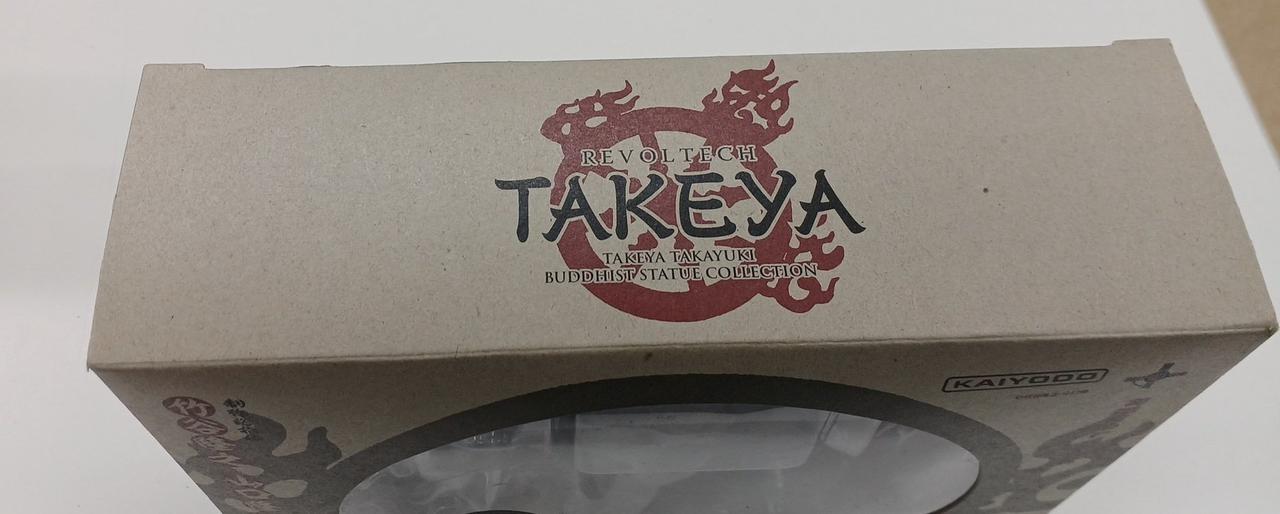 REVOLTECH
TAKEYA
TAKEYA TAKAYUKI
BUDDHIST STATUE COLLECTION
KAIYODO